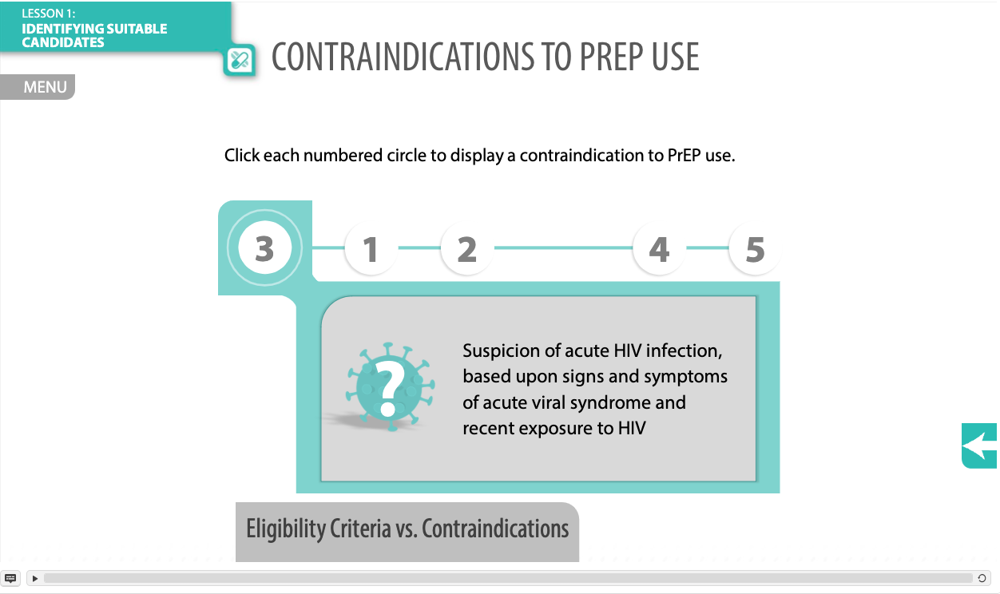 LESSON 1:
IDENTIFYING SUITABLE
CANDIDATES
CONTRAINDICATIONS TO PREP USE
MENU
Click each numbered circle to display a contraindication to PrEP use.
3 1 2 4 5
?
Suspicion of acute HIV infection,
based upon signs and symptoms
of acute viral syndrome and
recent exposure to HIV
Eligibility Criteria vs. Contraindications